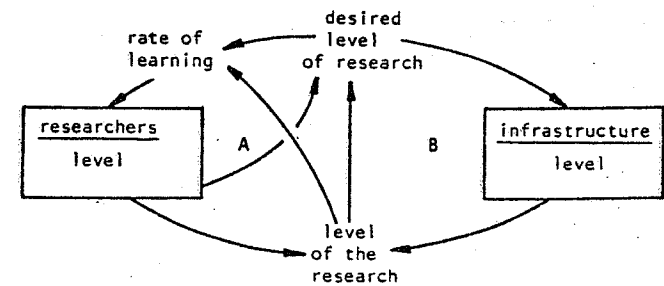 desired
level
of research
rate of
learning
researchers
level
A
B
infrastructure
level
level
of the
research